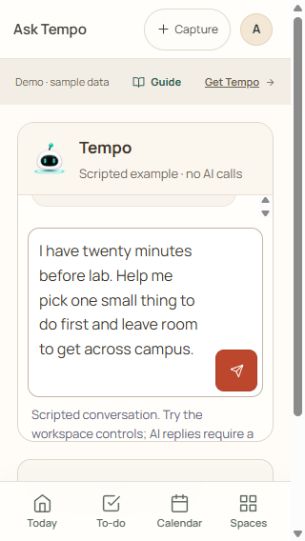 Ask Tempo
+ Capture
A
Demo · sample data
Guide
Get Tempo →
Tempo
Scripted example · no AI calls
I have twenty minutes
before lab. Help me
pick one small thing to
do first and leave room
to get across campus.
Scripted conversation. Try the
workspace controls; AI replies require a
Today
To-do
Calendar
Spaces